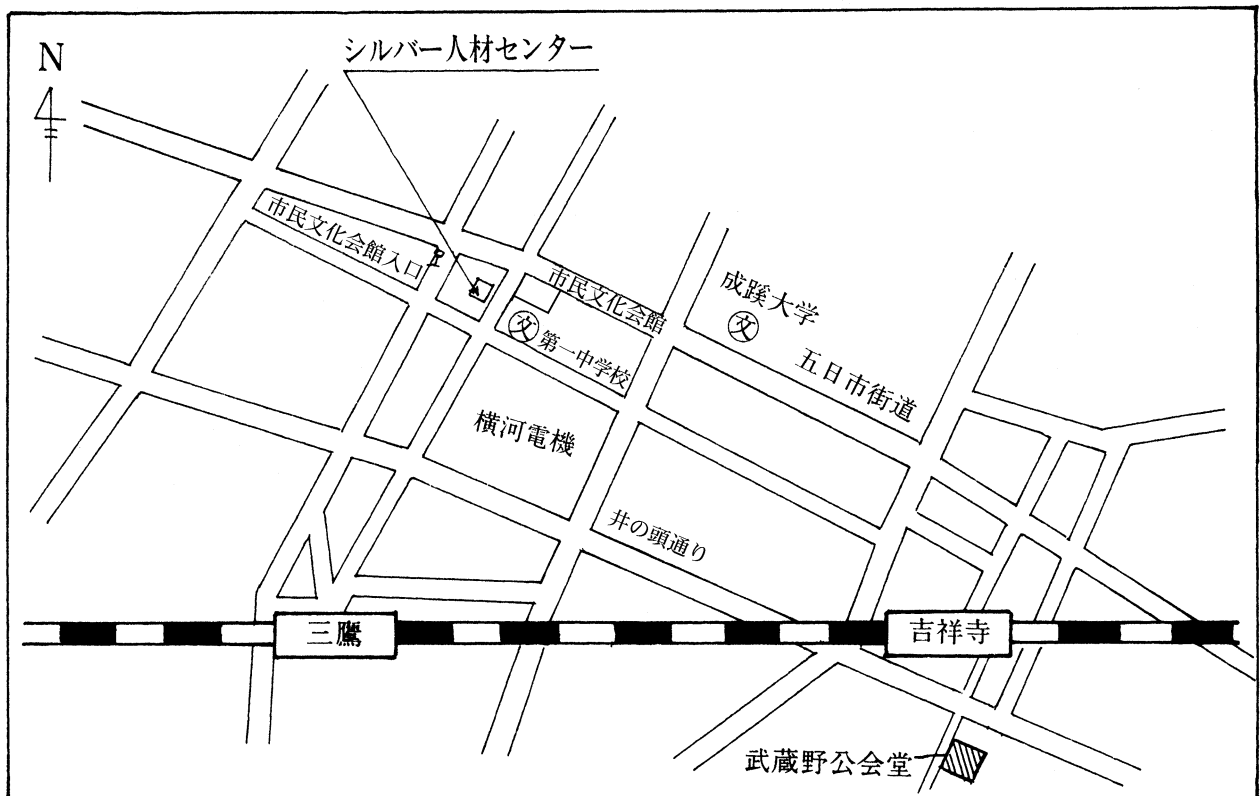 N
シルバー人材センター
市民文化会館入口
市民文化会館
文
第一中学校
成蹊大学
文
五日市街道
横河電機
井の頭通り
三鷹
吉祥寺
武蔵野公会堂